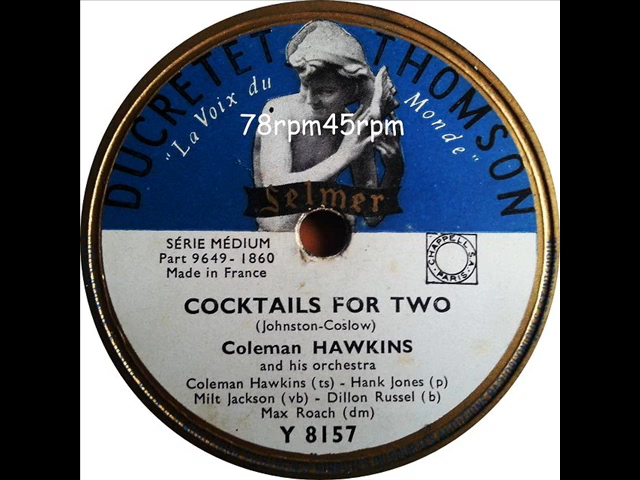 DUCRETET THOMSON
"La Voix du Monde"
78rpm45rpm
Selmer
SÉRIE MÉDIUM
Part 9649 - 1860
Made in France
CHAPPELL S.A.
PARIS
COCKTAILS FOR TWO
(Johnston-Coslow)
Coleman HAWKINS
and his orchestra
Coleman Hawkins (ts) - Hank Jones (p)
Milt Jackson (vb) - Dillon Russel (b)
Max Roach (dm)
Y 8157